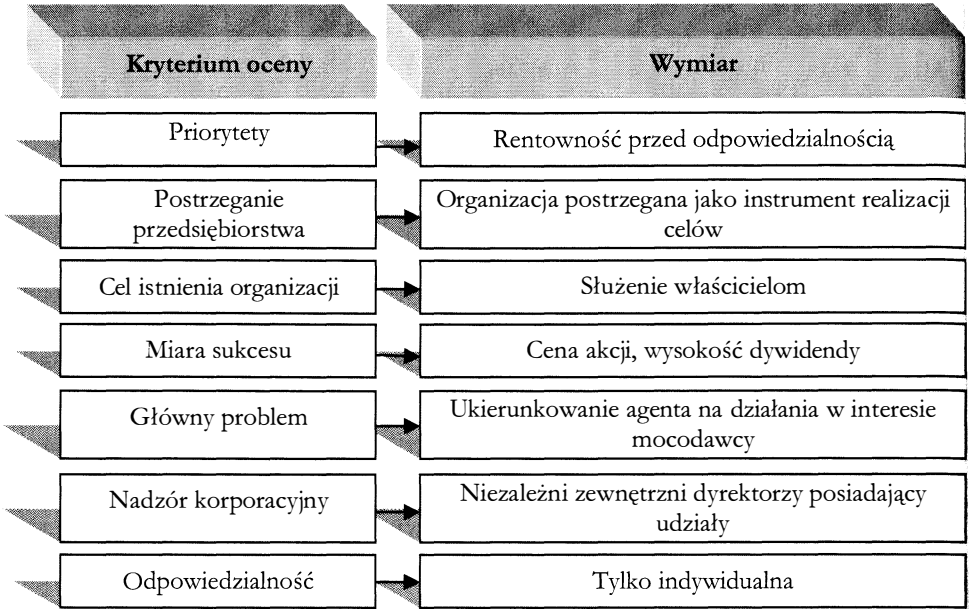 Kryterium oceny
Wymiar
Priorytety
Rentowność przed odpowiedzialnością
Postrzeganie
przedsiębiorstwa
Organizacja postrzegana jako instrument realizacji
celów
Cel istnienia organizacji
Służenie właścicielom
Miara sukcesu
Cena akcji, wysokość dywidendy
Główny problem
Ukierunkowanie agenta na działania w interesie
mocodawcy
Nadzór korporacyjny
Niezależni zewnętrzni dyrektorzy posiadający
udziały
Odpowiedzialność
Tylko indywidualna